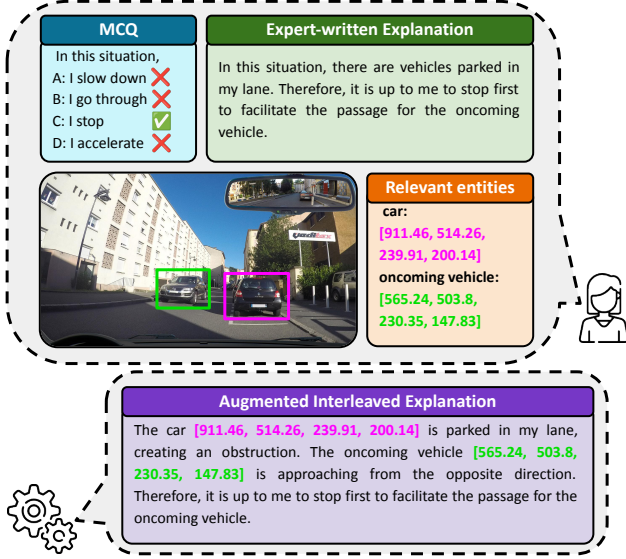 MCQ
In this situation,
A: I slow down ❌
B: I go through ❌
C: I stop ✅
D: I accelerate ❌
Expert-written Explanation
In this situation, there are vehicles parked in
my lane. Therefore, it is up to me to stop first
to facilitate the passage for the oncoming
vehicle.
Relevant entities
car:
[911.46, 514.26,
239.91, 200.14]
oncoming vehicle:
[565.24, 503.8,
230.35, 147.83]
Augmented Interleaved Explanation
The car [911.46, 514.26, 239.91, 200.14] is parked in my lane,
creating an obstruction. The oncoming vehicle [565.24, 503.8,
230.35, 147.83] is approaching from the opposite direction.
Therefore, it is up to me to stop first to facilitate the passage for the
oncoming vehicle.